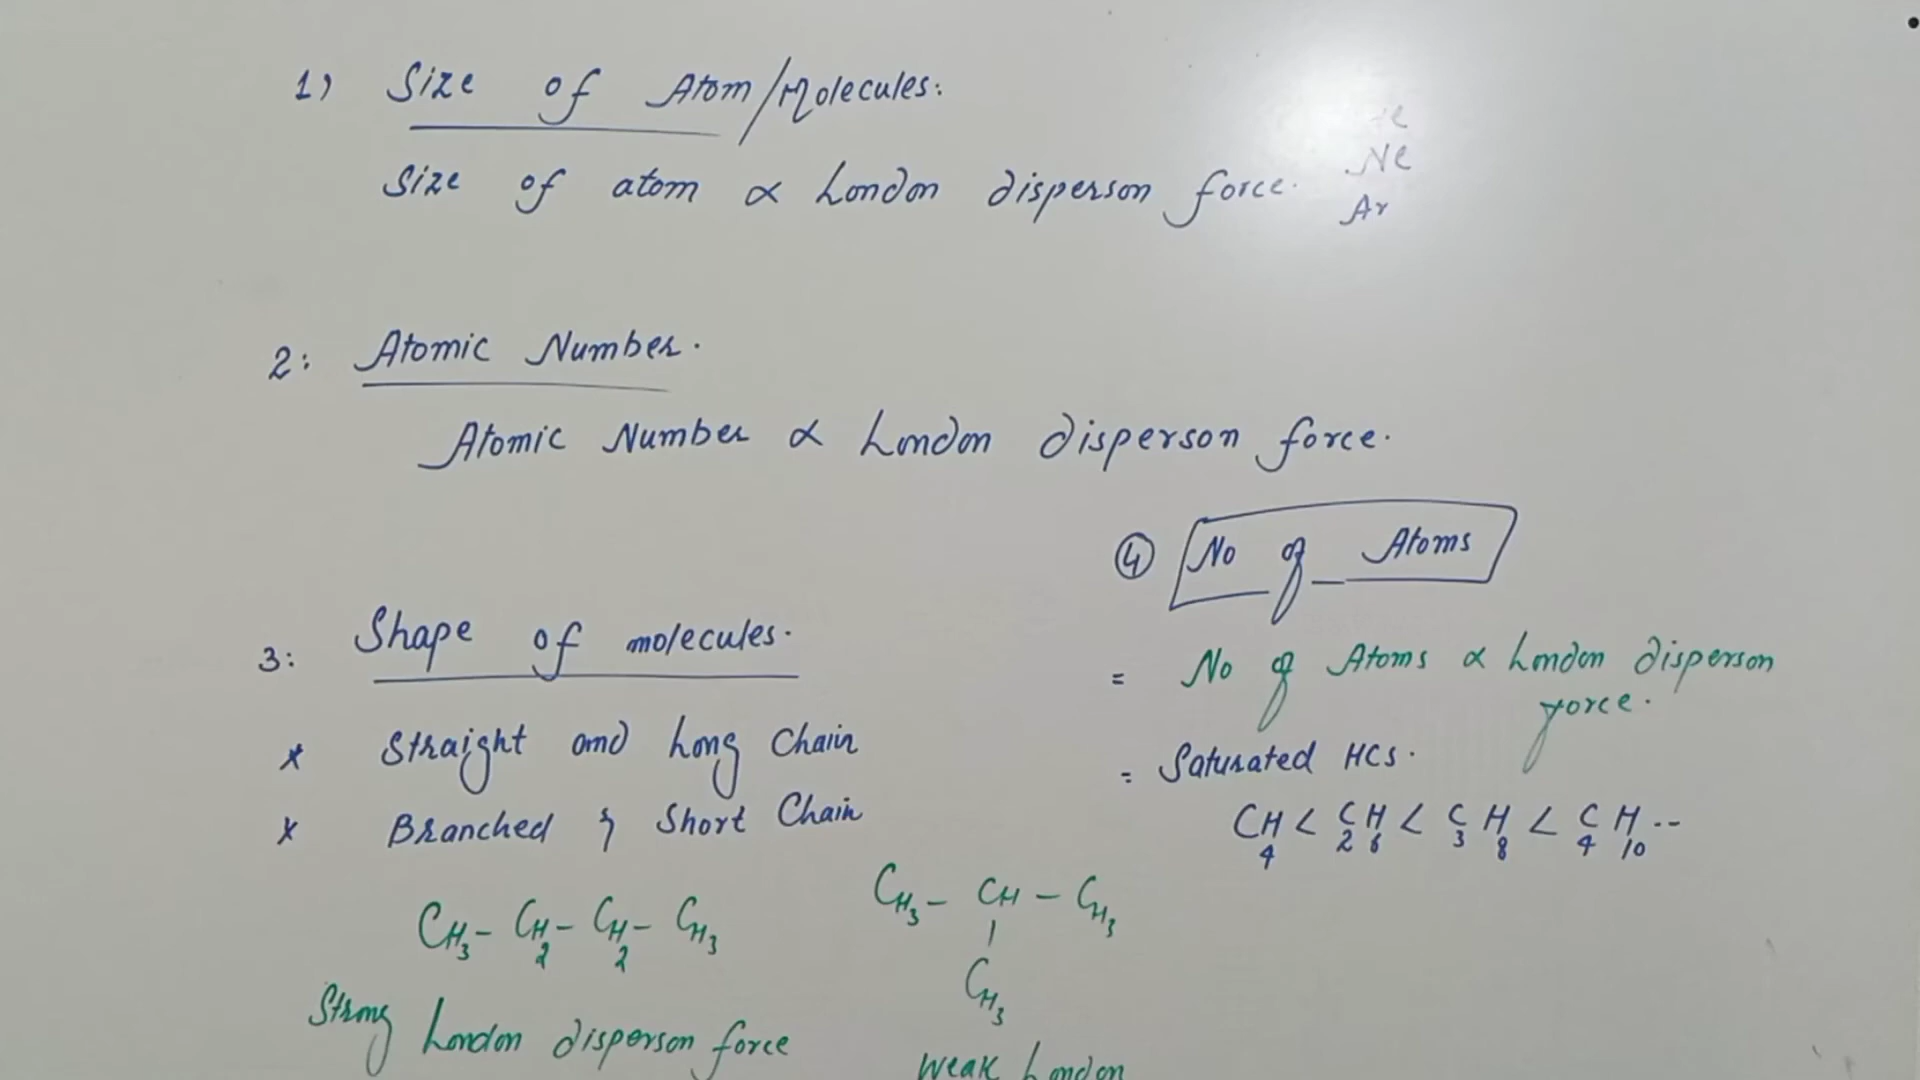 1) Size of Atom/Molecules:
Size of atom ∝ London disperson force.
Ne
Ar
2: Atomic Number.
Atomic Number ∝ London disperson force.
3: Shape of molecules.
* Straight and Long Chain
* Branched & Short Chain
CH₃ - CH₂ - CH₂ - CH₃
Strong London disperson force
CH₃ - CH - CH₃
|
CH₃
Weak London
④ No of Atoms
= No of Atoms ∝ London disperson
force.
= Saturated HCs.
CH₄ < C₂H₆ < C₃H₈ < C₄H₁₀ --